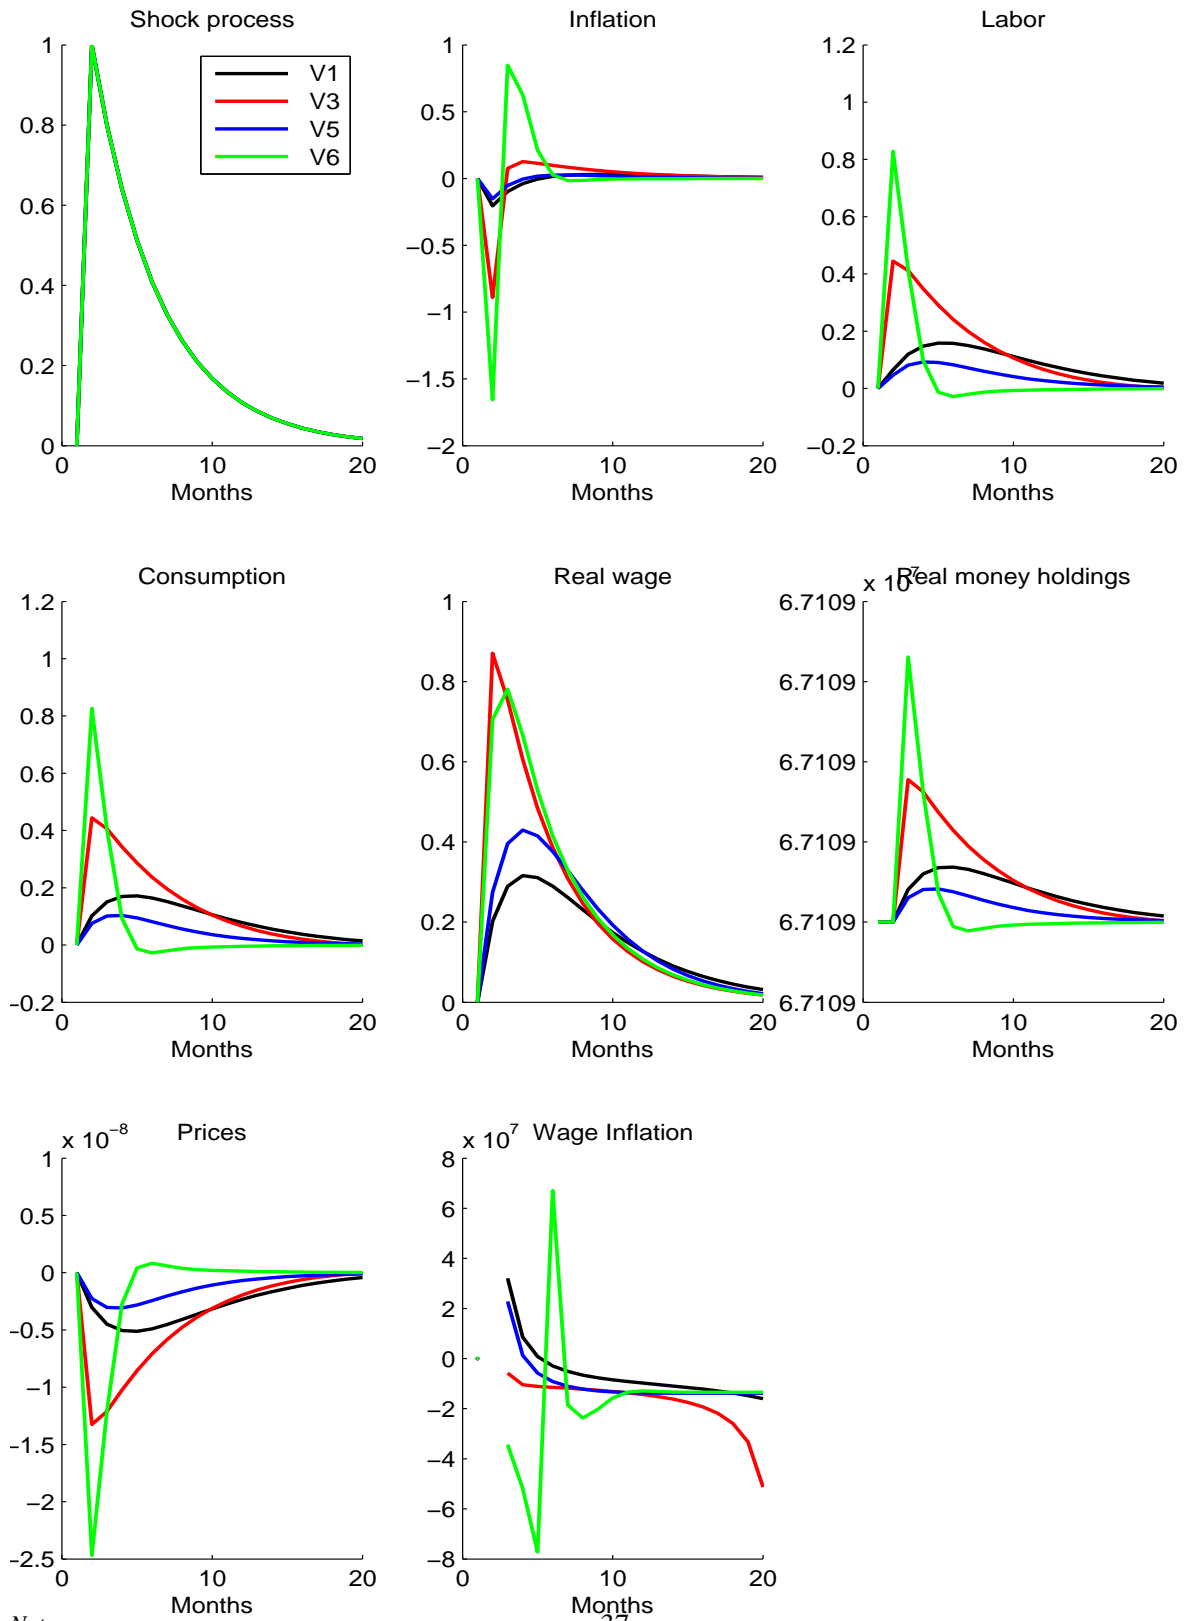 Shock process
1
0.8
0.6
0.4
0.2
0
0 10 20
Months
V1
V3
V5
V6
Inflation
1
0.5
0
−0.5
−1
−1.5
−2
0 10 20
Months
Labor
1.2
1
0.8
0.6
0.4
0.2
0
−0.2
0 10 20
Months
Consumption
1.2
1
0.8
0.6
0.4
0.2
0
−0.2
0 10 20
Months
Real wage
1
0.8
0.6
0.4
0.2
0
0 10 20
Months
x 10^7
Real money holdings
6.7109
6.7109
6.7109
6.7109
6.7109
6.7109
0 10 20
Months
x 10^−8
Prices
1
0.5
0
−0.5
−1
−1.5
−2
−2.5
0 10 20
Months
x 10^7
Wage Inflation
8
6
4
2
0
−2
−4
−6
−8
0 10 20
Months